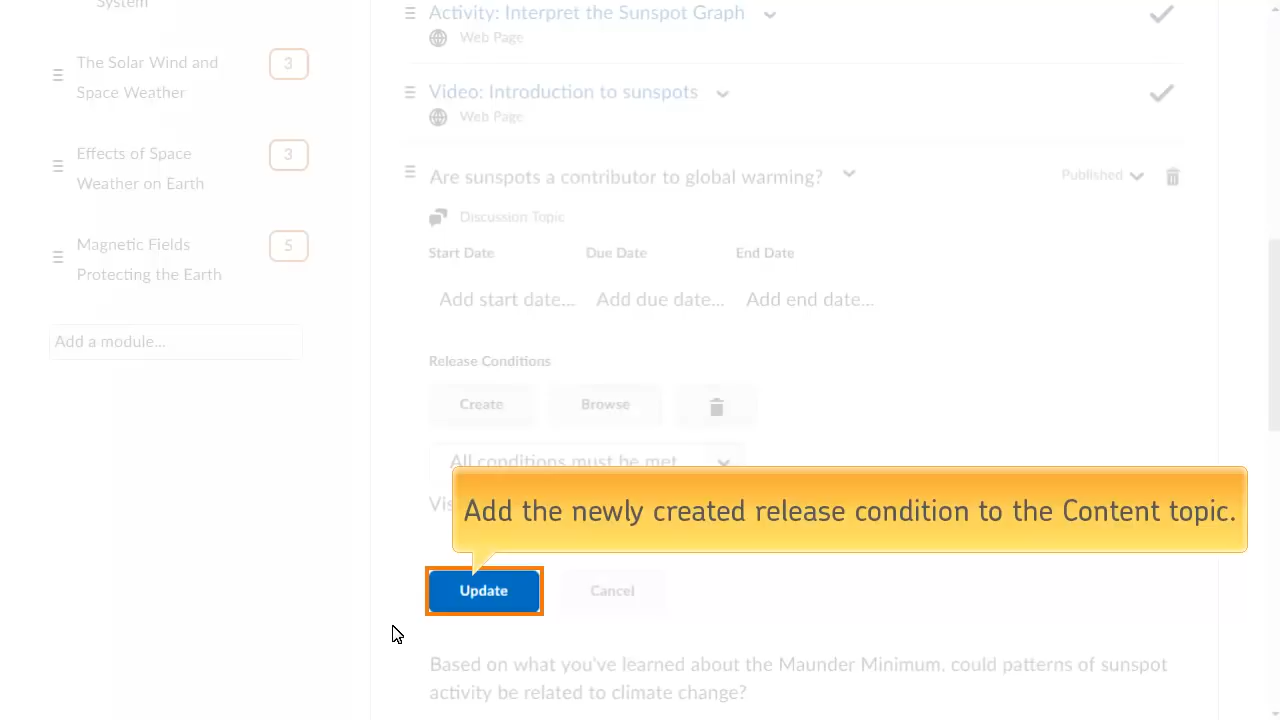 System
The Solar Wind and
Space Weather
3
Effects of Space
Weather on Earth
3
Magnetic Fields
Protecting the Earth
5
Add a module...
Activity: Interpret the Sunspot Graph
Web Page
Video: Introduction to sunspots
Web Page
Are sunspots a contributor to global warming?
Published
Discussion Topic
Start Date Due Date End Date
Add start date... Add due date... Add end date...
Release Conditions
Create Browse
All conditions must be met
Add the newly created release condition to the Content topic.
Update Cancel
Based on what you've learned about the Maunder Minimum, could patterns of sunspot
activity be related to climate change?